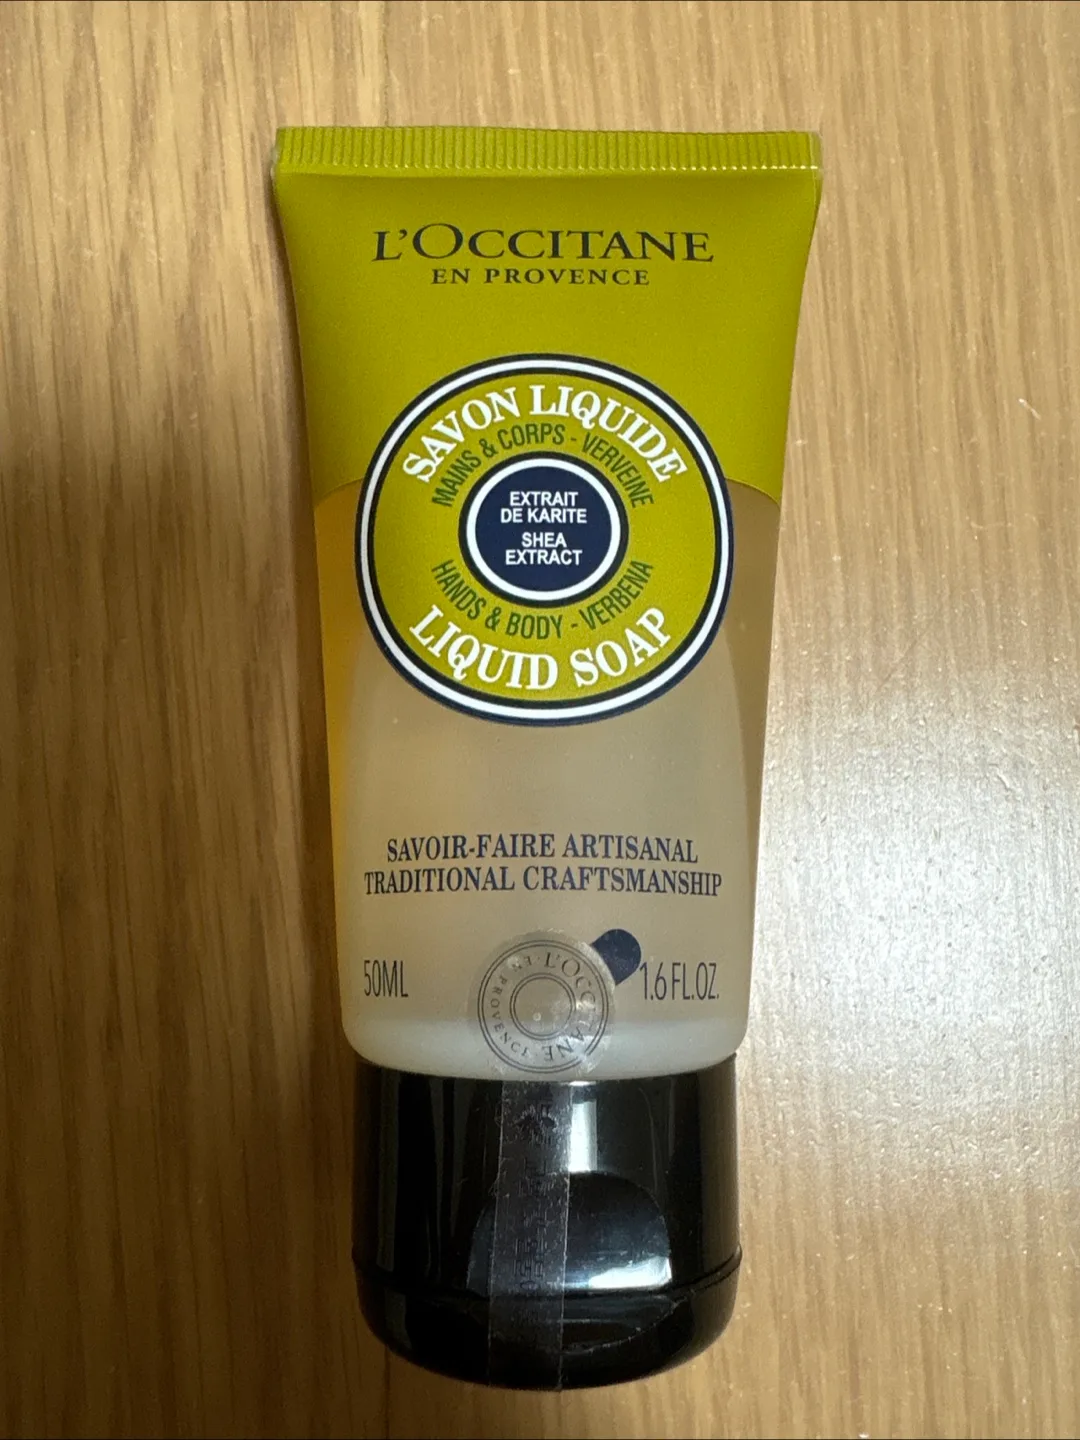 L'OCCITANE
EN PROVENCE
SAVON LIQUIDE
MAINS & CORPS - VERVEINE
EXTRAIT
DE KARITE
SHEA
EXTRACT
HANDS & BODY - VERBENA
LIQUID SOAP
SAVOIR-FAIRE ARTISANAL
TRADITIONAL CRAFTSMANSHIP
50ML
1.6 FL.OZ.
L'OCCITANE
EN PROVENCE